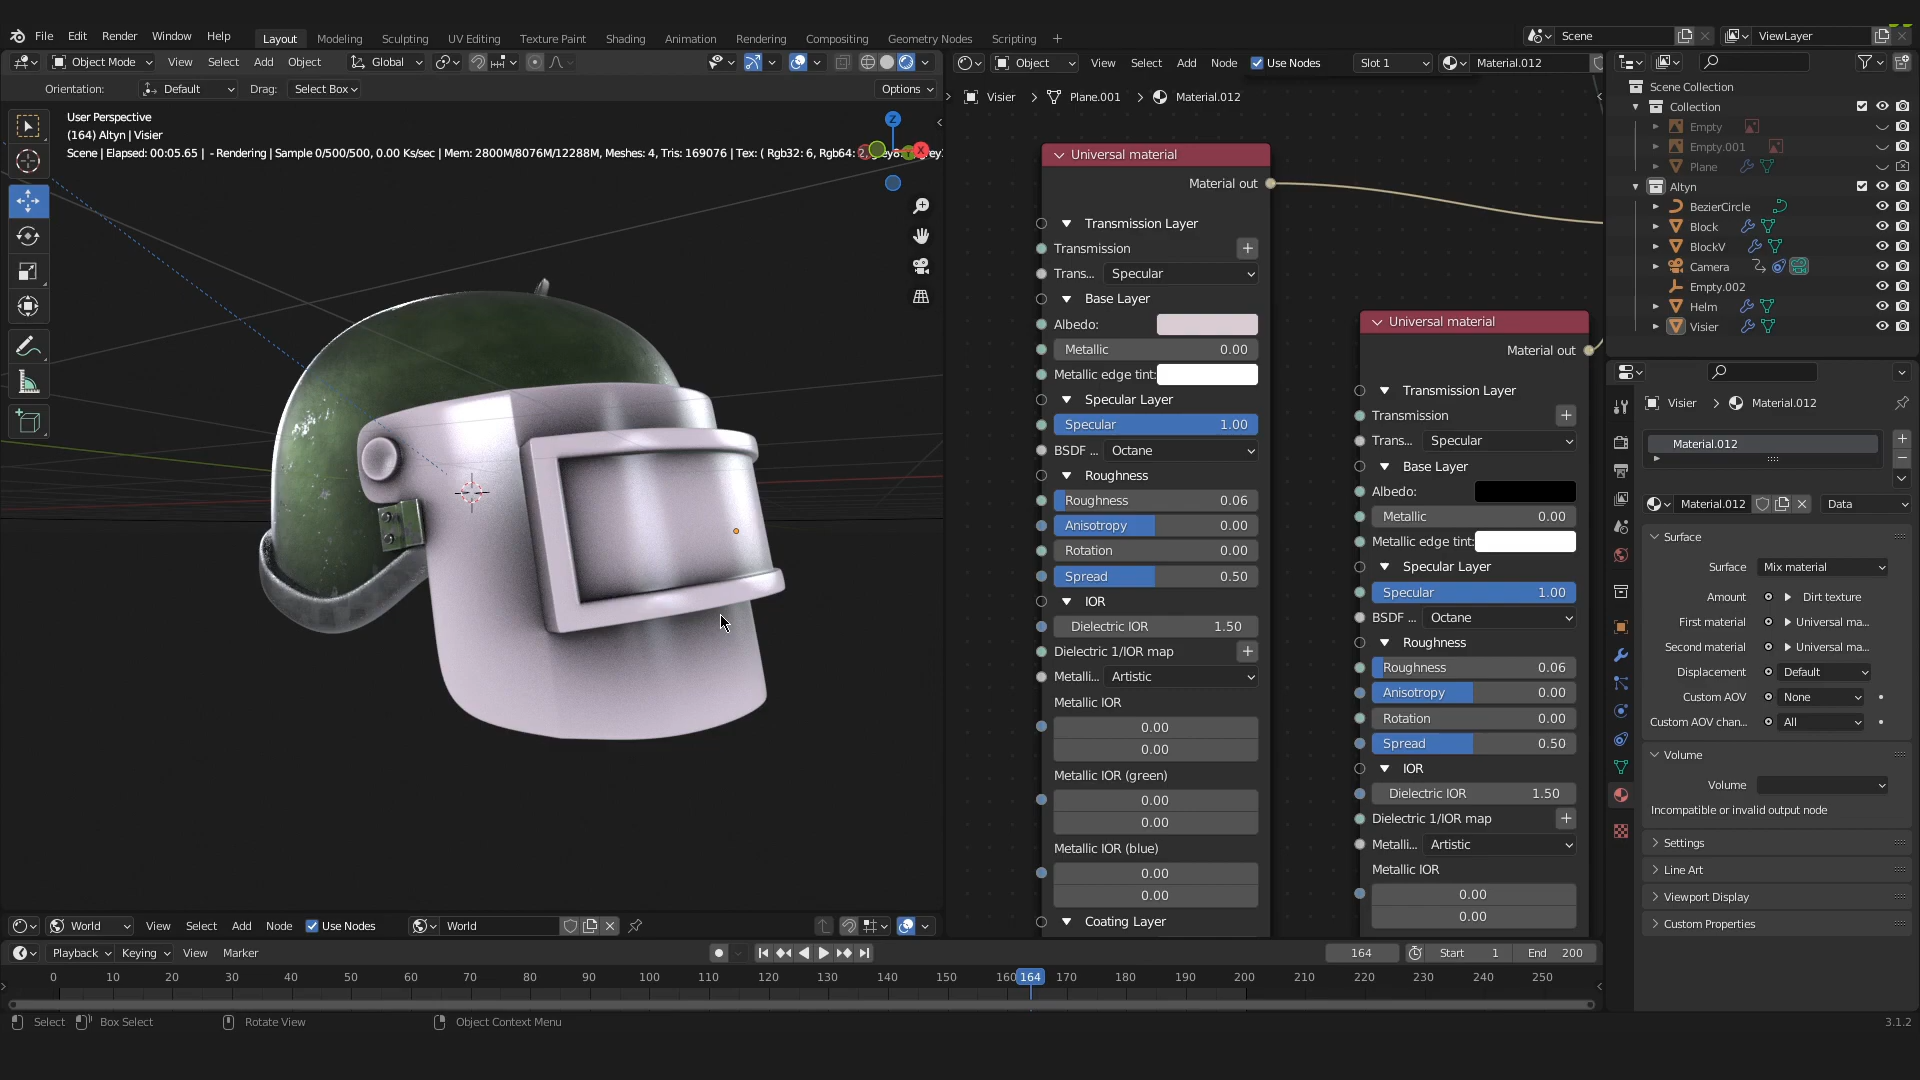 File Edit Render Window Help Layout Modeling Sculpting UV Editing Texture Paint Shading Animation Rendering Compositing Geometry Nodes Scripting + Scene ViewLayer
Object Mode View Select Add Object Global Object View Select Add Node Use Nodes Slot 1 Material.012
Orientation: Default Drag: Select Box Options
Visier > Plane.001 > Material.012
User Perspective
(164) Altyn | Visier
Scene | Elapsed: 00:05.65 | - Rendering | Sample 0/500/500, 0.00 Ks/sec | Mem: 2800M/8076M/12288M, Meshes: 4, Tris: 169076 | Tex: ( Rgb32: 6, Rgb64: 2,
Z
X
Universal material
Material out
Transmission Layer
Transmission
Trans... Specular
Base Layer
Albedo:
Metallic 0.00
Metallic edge tint:
Specular Layer
Specular 1.00
BSDF ... Octane
Roughness
Roughness 0.06
Anisotropy 0.00
Rotation 0.00
Spread 0.50
IOR
Dielectric IOR 1.50
Dielectric 1/IOR map
Metalli... Artistic
Metallic IOR
0.00
0.00
Metallic IOR (green)
0.00
0.00
Metallic IOR (blue)
0.00
0.00
Coating Layer
Universal material
Material out
Transmission Layer
Transmission
Trans... Specular
Base Layer
Albedo:
Metallic 0.00
Metallic edge tint:
Specular Layer
Specular 1.00
BSDF ... Octane
Roughness
Roughness 0.06
Anisotropy 0.00
Rotation 0.00
Spread 0.50
IOR
Dielectric IOR 1.50
Dielectric 1/IOR map
Metalli... Artistic
Metallic IOR
0.00
0.00
Scene Collection
Collection
Empty
Empty.001
Plane
Altyn
BezierCircle
Block
BlockV
Camera
Empty.002
Helm
Visier
Visier > Material.012
Material.012
Material.012 Data
Surface
Surface Mix material
Amount Dirt texture
First material Universal ma...
Second material Universal ma...
Displacement Default
Custom AOV None
Custom AOV chan... All
Volume
Volume
Incompatible or invalid output node
Settings
Line Art
Viewport Display
Custom Properties
World View Select Add Node Use Nodes World
Playback Keying View Marker 164 Start 1 End 200
0 10 20 30 40 50 60 70 80 90 100 110 120 130 140 150 160 164 170 180 190 200 210 220 230 240 250
Select Box Select Rotate View Object Context Menu 3.1.2